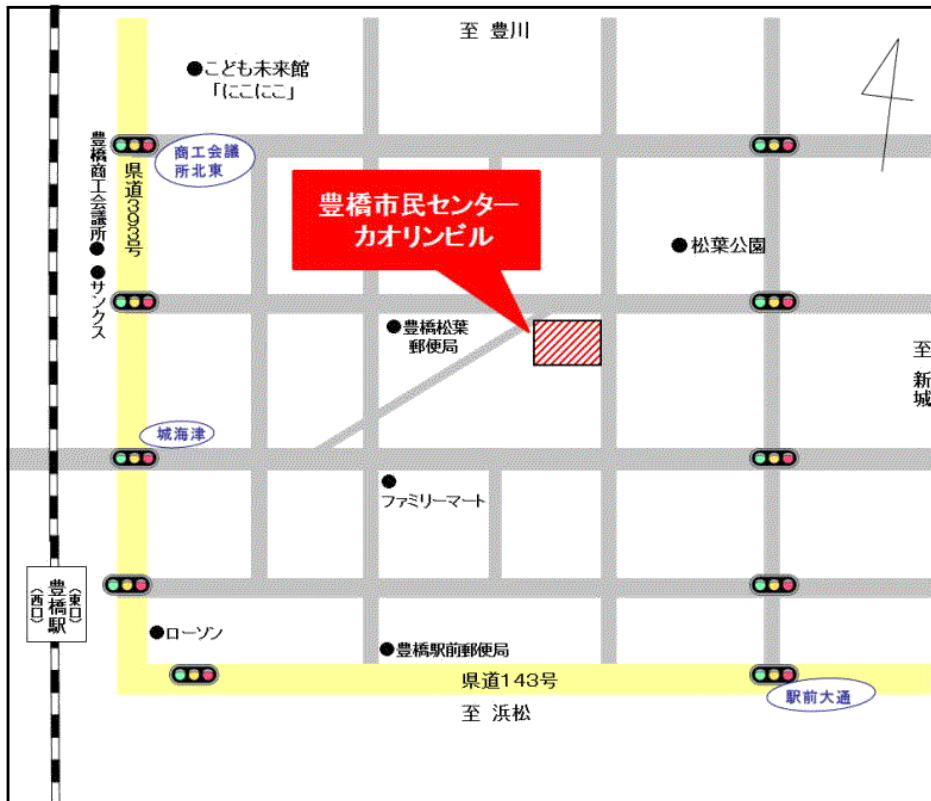 至 豊川
●こども未来館
「にこにこ」
商工会議
所北東
豊橋商工会議所●
県道393号
豊橋市民センター
カオリンビル
●松葉公園
●サンクス
●豊橋松葉
郵便局
至 新城
城海津
●
ファミリーマート
豊橋駅
(東口)
(西口)
●ローソン
●豊橋駅前郵便局
県道143号
駅前大通
至 浜松